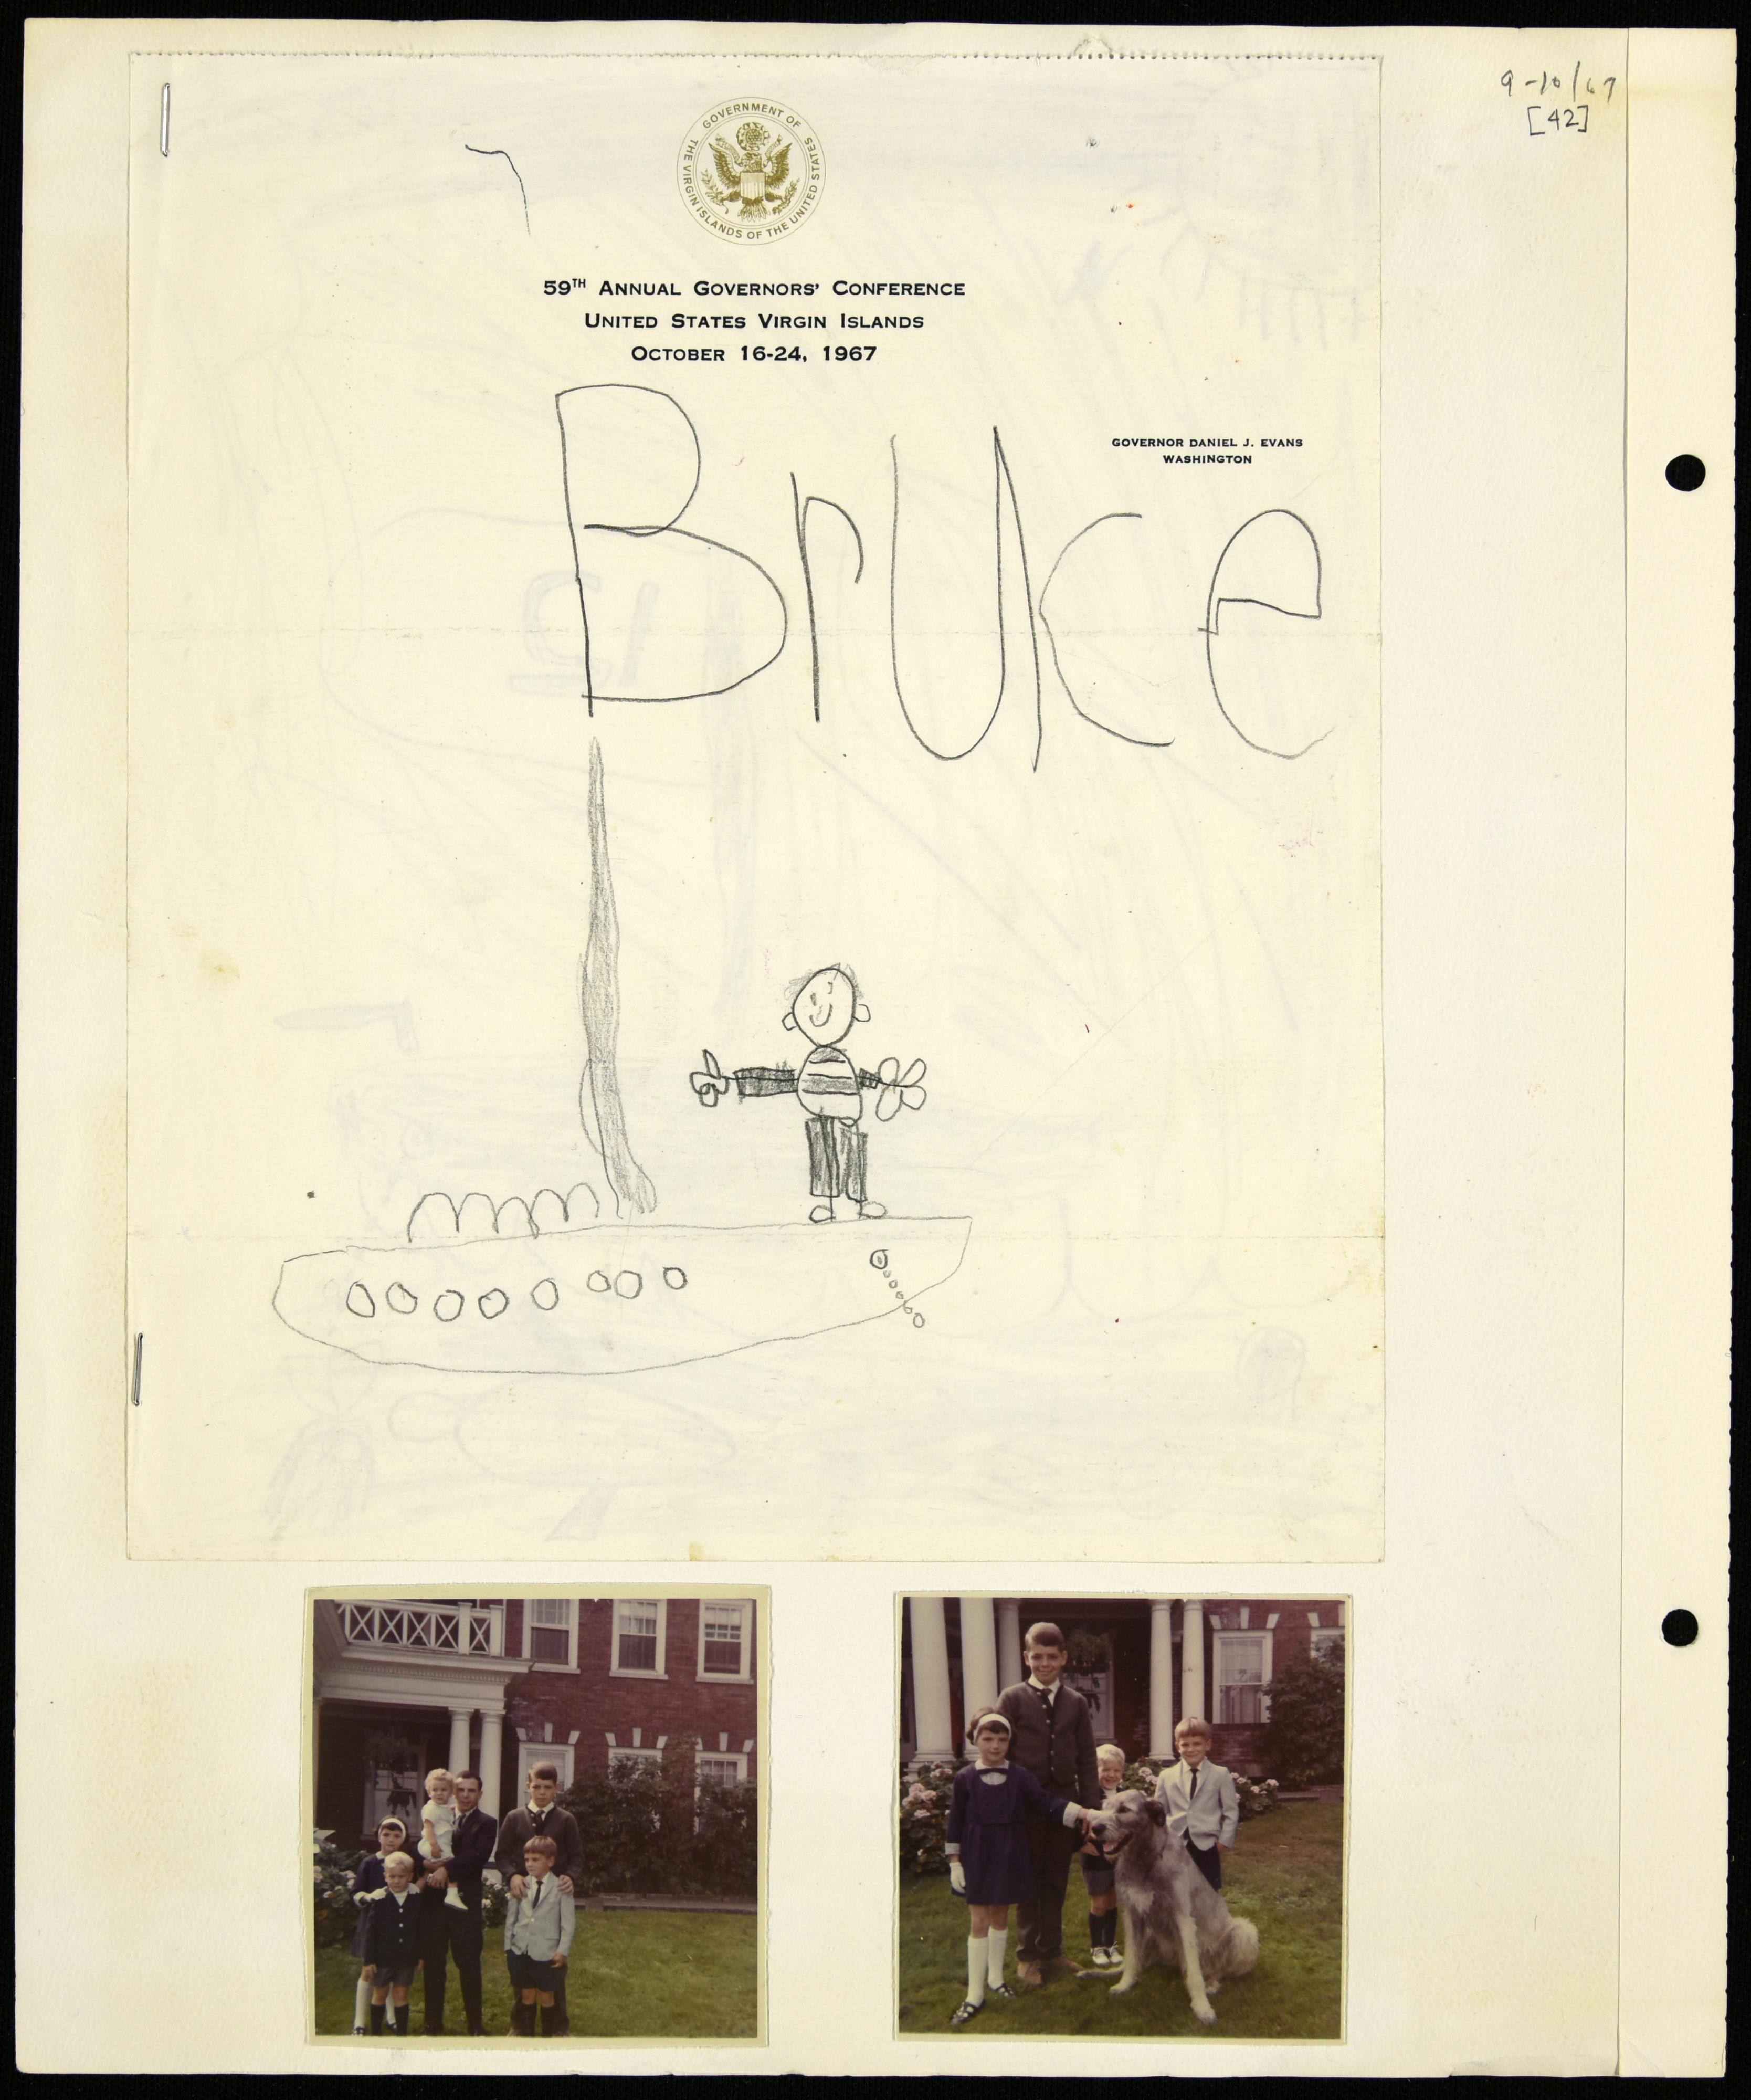 9-10/67
[42]
GOVERNMENT OF
THE VIRGIN ISLANDS OF THE UNITED STATES
59TH ANNUAL GOVERNORS' CONFERENCE
UNITED STATES VIRGIN ISLANDS
OCTOBER 16-24, 1967
GOVERNOR DANIEL J. EVANS
WASHINGTON
Bruce
12